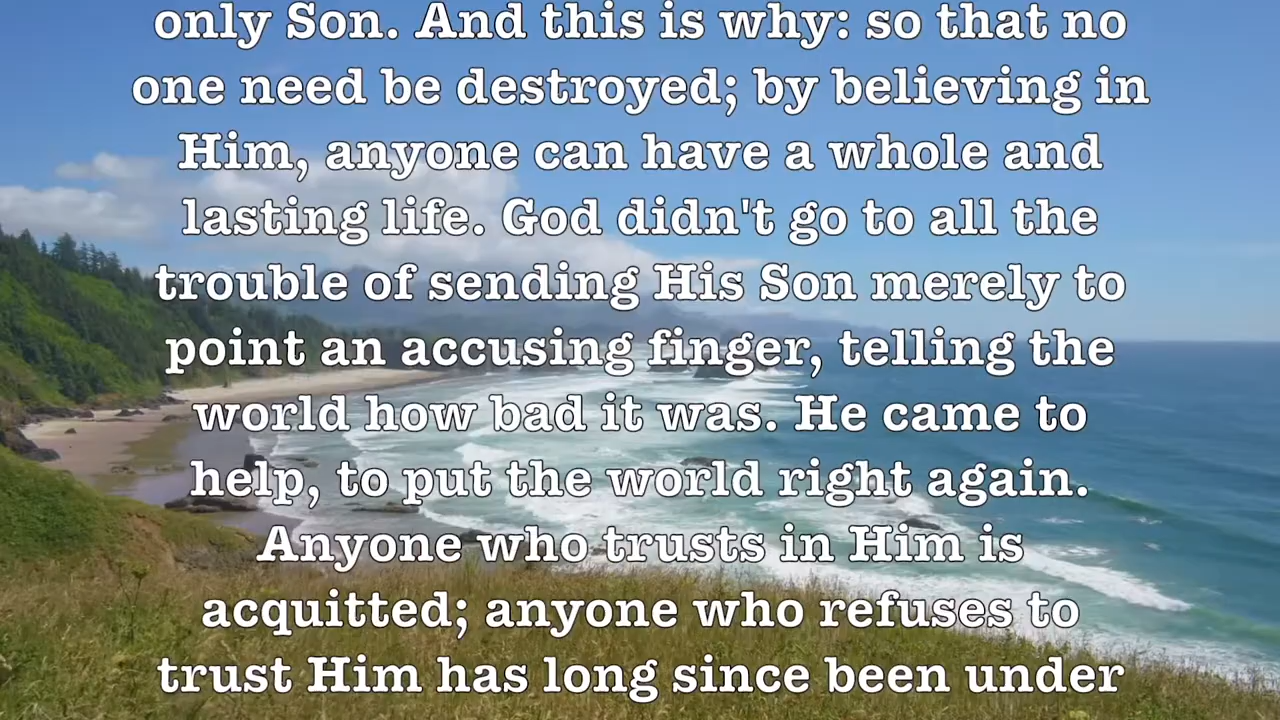 only Son. And this is why: so that no
one need be destroyed; by believing in
Him, anyone can have a whole and
lasting life. God didn't go to all the
trouble of sending His Son merely to
point an accusing finger, telling the
world how bad it was. He came to
help, to put the world right again.
Anyone who trusts in Him is
acquitted; anyone who refuses to
trust Him has long since been under